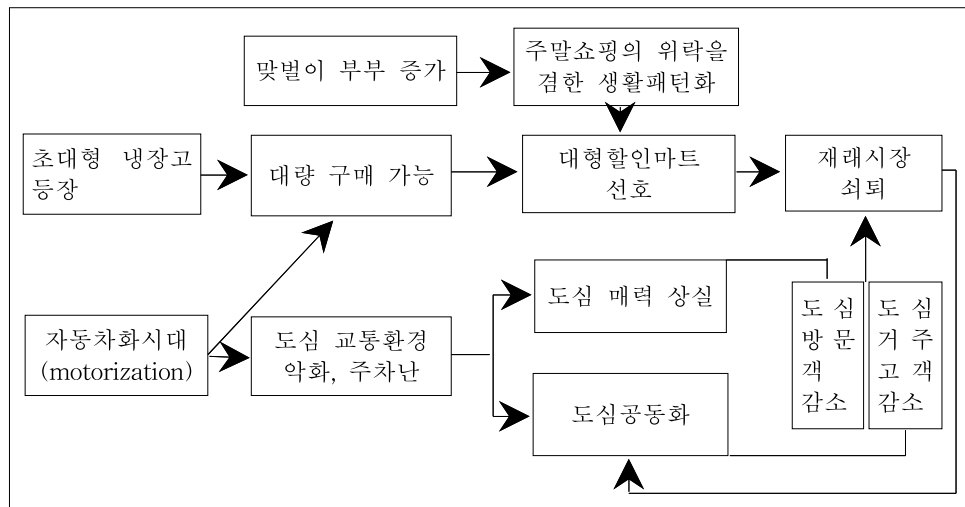 맞벌이 부부 증가
주말쇼핑의 위락을
겸한 생활패턴화
초대형 냉장고
등장
대량 구매 가능
대형할인마트
선호
재래시장
쇠퇴
자동차화시대
(motorization)
도심 교통환경
악화, 주차난
도심 매력 상실
도심공동화
도 심
방 문
객
감소
도 심
거 주
고 객
감소